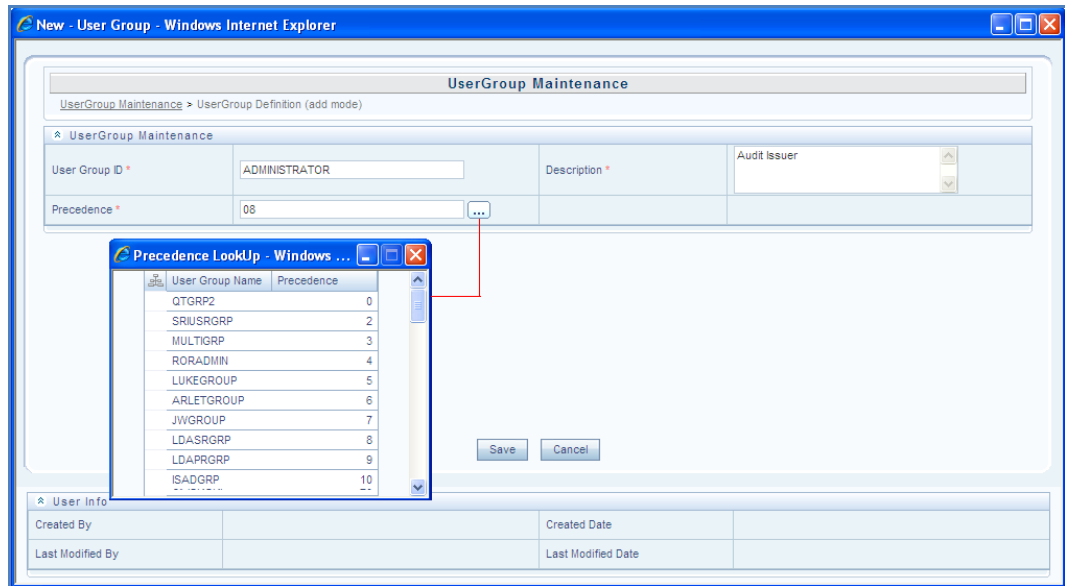 New - User Group - Windows Internet Explorer
UserGroup Maintenance
UserGroup Maintenance > UserGroup Definition (add mode)
UserGroup Maintenance
User Group ID * ADMINISTRATOR Description * Audit Issuer
Precedence * 08 ...
Precedence LookUp - Windows ...
User Group Name Precedence
QTGRP2 0
SRIUSRGRP 2
MULTIGRP 3
RORADMIN 4
LUKEGROUP 5
ARLETGROUP 6
JWGROUP 7
LDASRGRP 8
LDAPRGRP 9
ISADGRP 10
Save Cancel
User Info
Created By Created Date
Last Modified By Last Modified Date